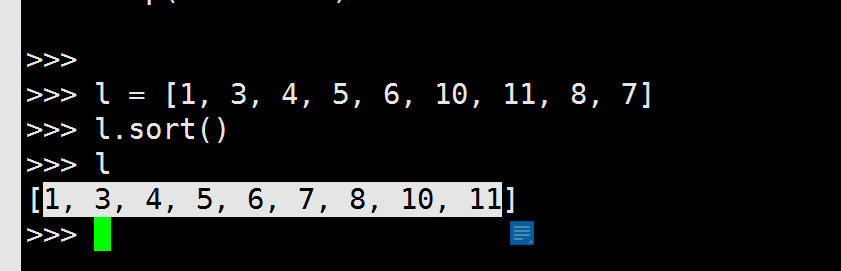 >>>
>>> l = [1, 3, 4, 5, 6, 10, 11, 8, 7]
>>> l.sort()
>>> l
[1, 3, 4, 5, 6, 7, 8, 10, 11]
>>>